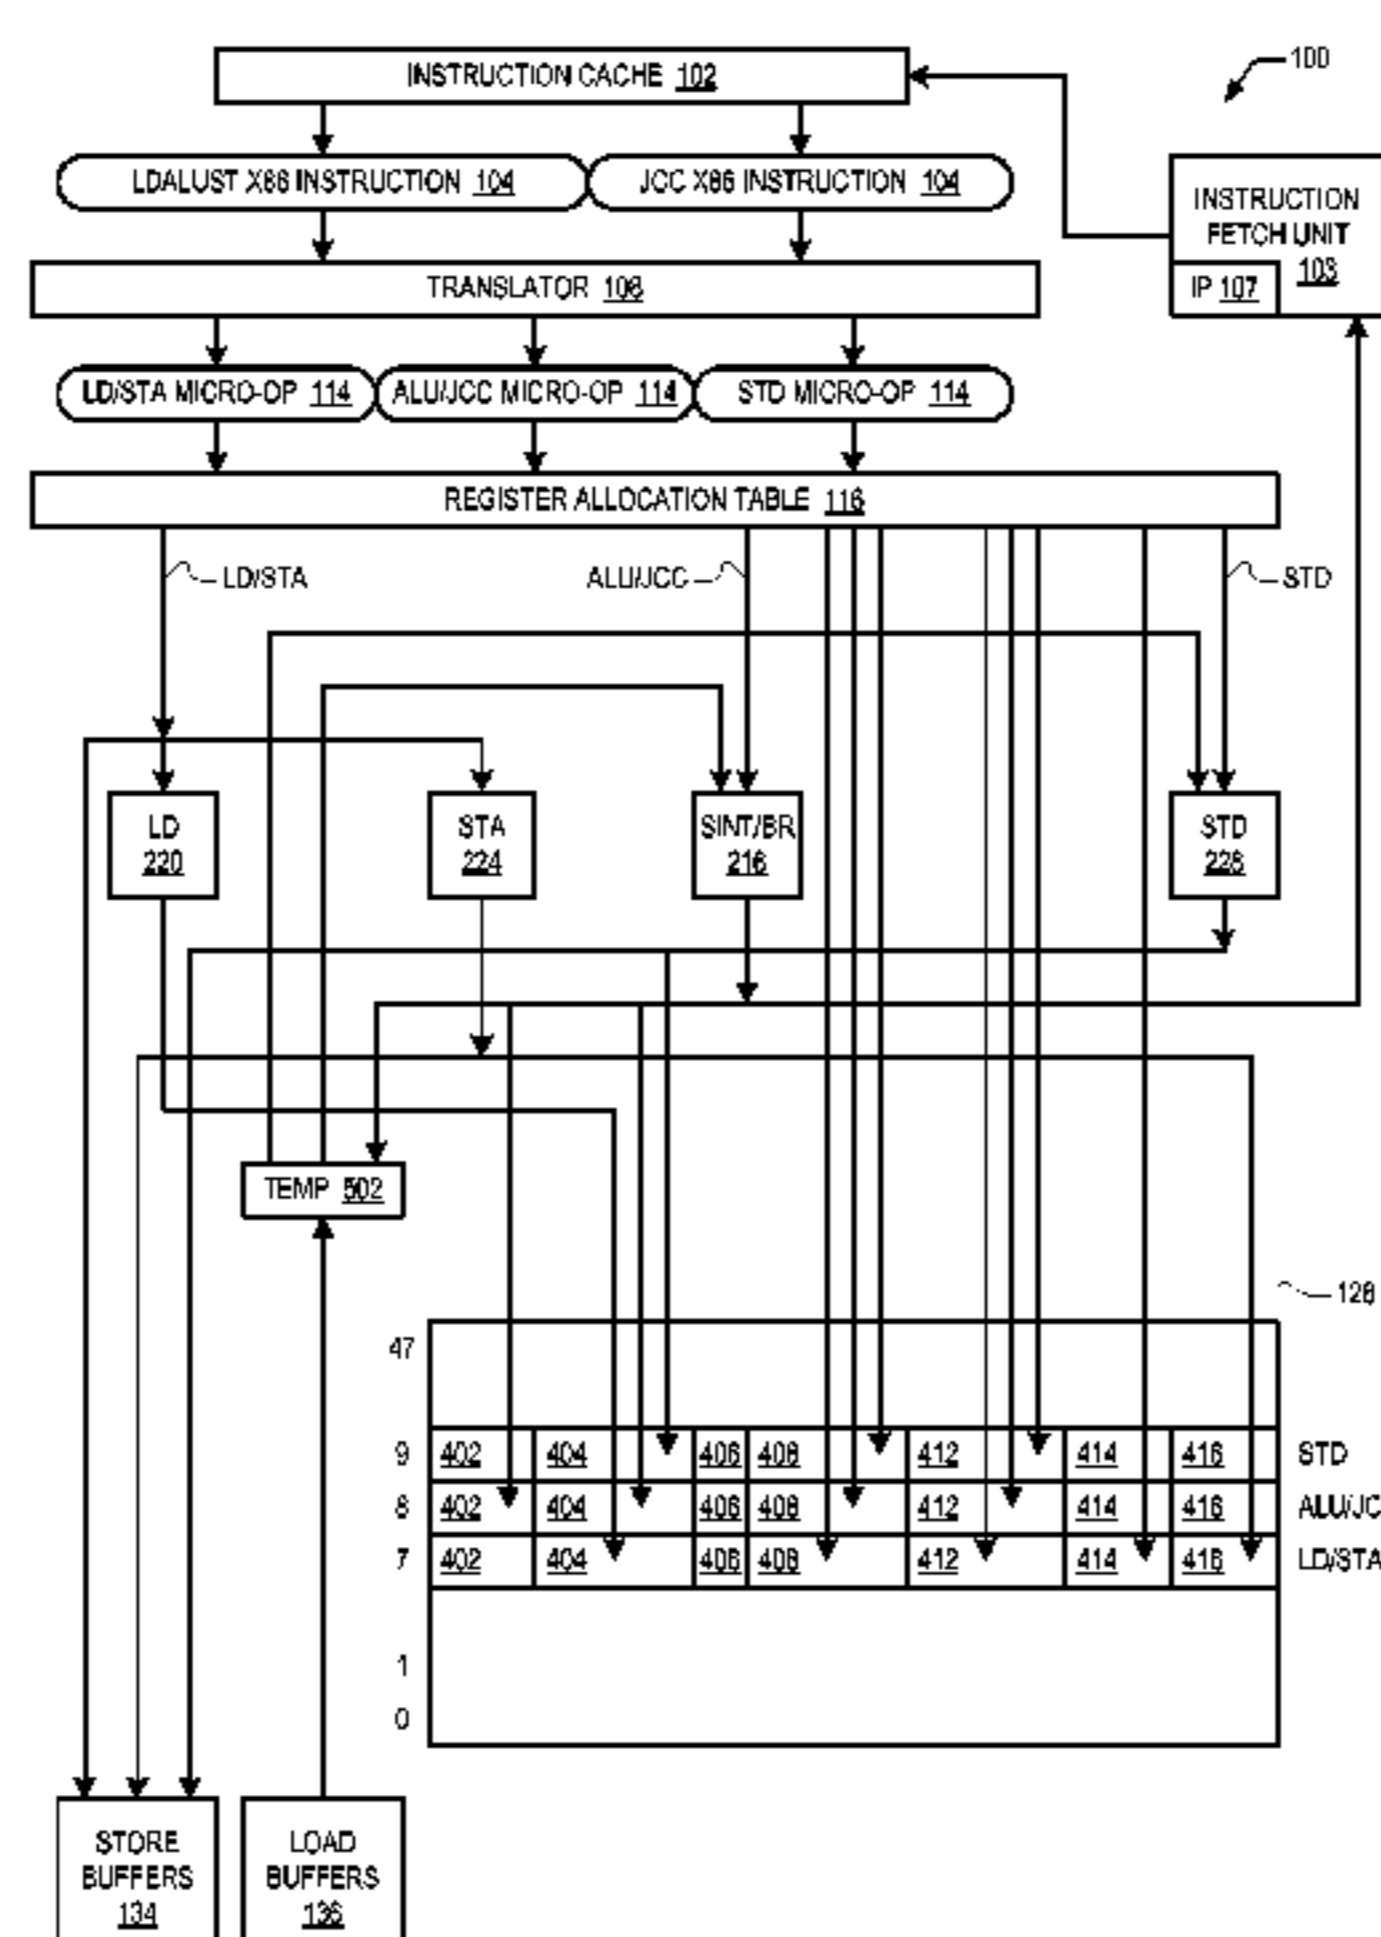 INSTRUCTION CACHE 102
100
LDALUST X86 INSTRUCTION 104
JCC X86 INSTRUCTION 104
INSTRUCTION
FETCH UNIT
103
IP 107
TRANSLATOR 106
LD/STA MICRO-OP 114
ALU/JCC MICRO-OP 114
STD MICRO-OP 114
REGISTER ALLOCATION TABLE 116
LD/STA
ALU/JCC
STD
LD
220
STA
224
SINT/BR
216
STD
228
TEMP 502
128
47
9 402 404 406 408 412 414 416 STD
8 402 404 406 408 412 414 416 ALU/JC
7 402 404 406 408 412 414 416 LD/STA
1
0
STORE
BUFFERS
134
LOAD
BUFFERS
136